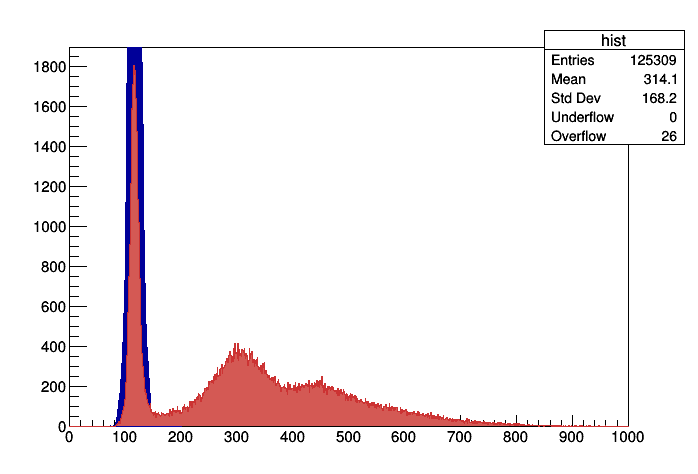 hist
Entries 125309
Mean 314.1
Std Dev 168.2
Underflow 0
Overflow 26
1800
1600
1400
1200
1000
800
600
400
200
0
0 100 200 300 400 500 600 700 800 900 1000